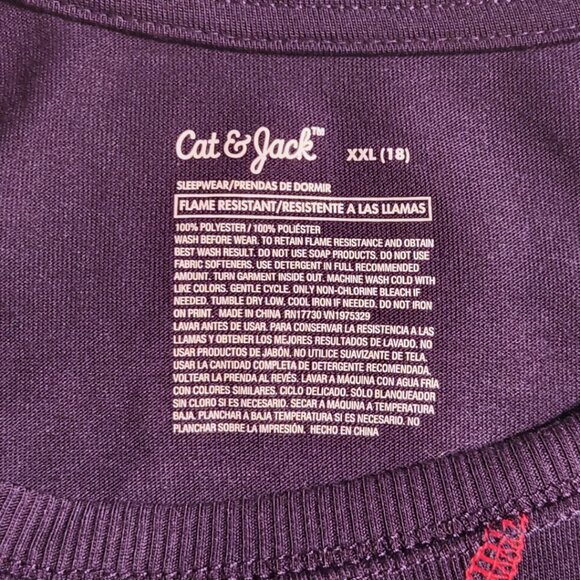 Cat & Jack™ XXL (18)
SLEEPWEAR/PRENDAS DE DORMIR
FLAME RESISTANT/RESISTENTE A LAS LLAMAS
100% POLYESTER / 100% POLIÉSTER
WASH BEFORE WEAR. TO RETAIN FLAME RESISTANCE AND OBTAIN
BEST WASH RESULT. DO NOT USE SOAP PRODUCTS. DO NOT USE
FABRIC SOFTENERS. USE DETERGENT IN FULL RECOMMENDED
AMOUNT. TURN GARMENT INSIDE OUT. MACHINE WASH COLD WITH
LIKE COLORS. GENTLE CYCLE. ONLY NON-CHLORINE BLEACH IF
NEEDED. TUMBLE DRY LOW. COOL IRON IF NEEDED. DO NOT IRON
ON PRINT. MADE IN CHINA RN17730 VN1975329
LAVAR ANTES DE USAR. PARA CONSERVAR LA RESISTENCIA A LAS
LLAMAS Y OBTENER LOS MEJORES RESULTADOS DE LAVADO. NO
USAR PRODUCTOS DE JABÓN. NO UTILICE SUAVIZANTE DE TELA.
USAR LA CANTIDAD COMPLETA DE DETERGENTE RECOMENDADO.
VOLTEAR LA PRENDA AL REVÉS. LAVAR A MÁQUINA CON AGUA FRÍA
CON COLORES SIMILARES. CICLO DELICADO. SÓLO BLANQUEADOR
SIN CLORO SI ES NECESARIO. SECAR A MÁQUINA A TEMPERATURA
BAJA. PLANCHAR A BAJA TEMPERATURA SI ES NECESARIO. NO
PLANCHAR SOBRE LA IMPRESIÓN. HECHO EN CHINA